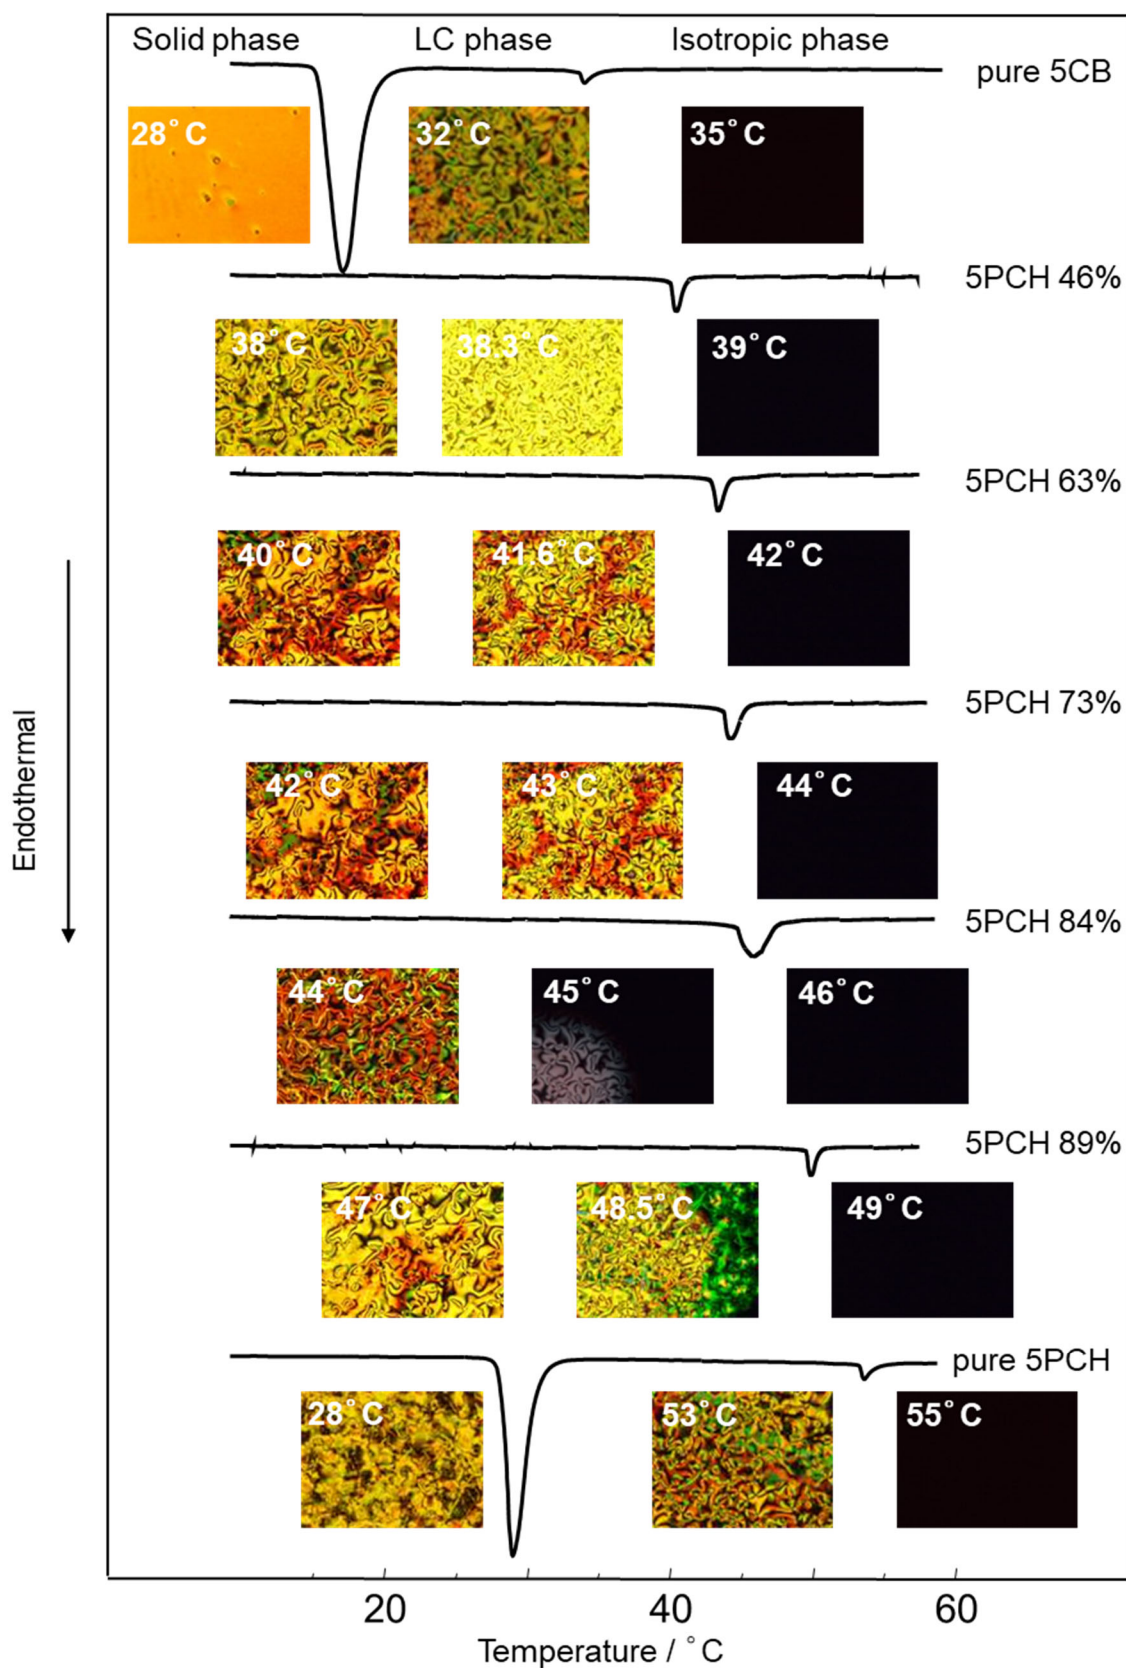 Solid phase LC phase Isotropic phase
pure 5CB
28°C 32°C 35°C
5PCH 46%
38°C 38.3°C 39°C
5PCH 63%
40°C 41.6°C 42°C
5PCH 73%
42°C 43°C 44°C
5PCH 84%
44°C 45°C 46°C
5PCH 89%
47°C 48.5°C 49°C
pure 5PCH
28°C 53°C 55°C
Endothermal
20 40 60
Temperature / °C